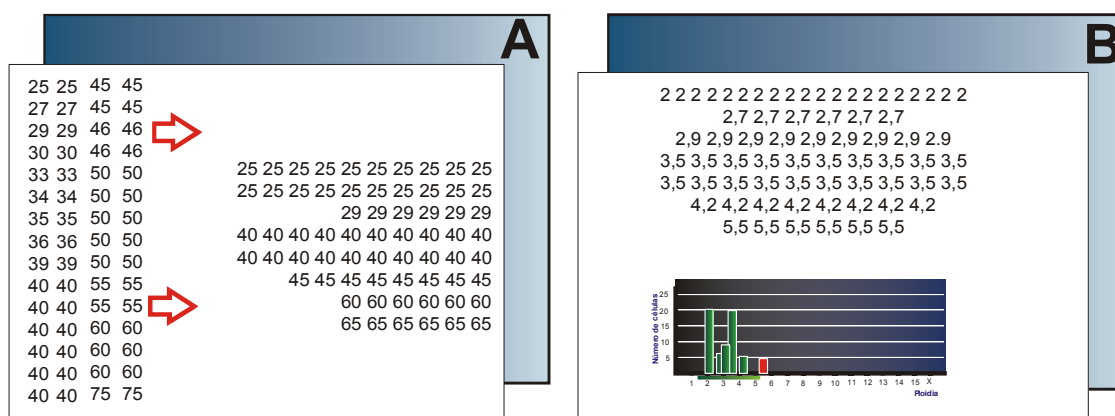 A
25 25 45 45
27 27 45 45
29 29 46 46
30 30 46 46
33 33 50 50
34 34 50 50
35 35 50 50
36 36 50 50
39 39 50 50
40 40 55 55
40 40 55 55
40 40 60 60
40 40 60 60
40 40 60 60
40 40 75 75
25 25 25 25 25 25 25 25 25 25
25 25 25 25 25 25 25 25 25 25
29 29 29 29 29 29
40 40 40 40 40 40 40 40 40 40
40 40 40 40 40 40 40 40 40 40
45 45 45 45 45 45 45 45
60 60 60 60 60 60
65 65 65 65 65 65
B
2 2 2 2 2 2 2 2 2 2 2 2 2 2 2 2 2 2 2 2
2,7 2,7 2,7 2,7 2,7 2,7
2,9 2,9 2,9 2,9 2,9 2,9 2,9 2,9 2.9
3,5 3,5 3,5 3,5 3,5 3,5 3,5 3,5 3,5 3,5
3,5 3,5 3,5 3,5 3,5 3,5 3,5 3,5 3,5 3,5
4,2 4,2 4,2 4,2 4,2 4,2 4,2 4,2
5,5 5,5 5,5 5,5 5,5 5,5
Número de células
25
20
15
10
5
1 2 3 4 5 6 7 8 9 10 11 12 13 14 15 X
Ploidia